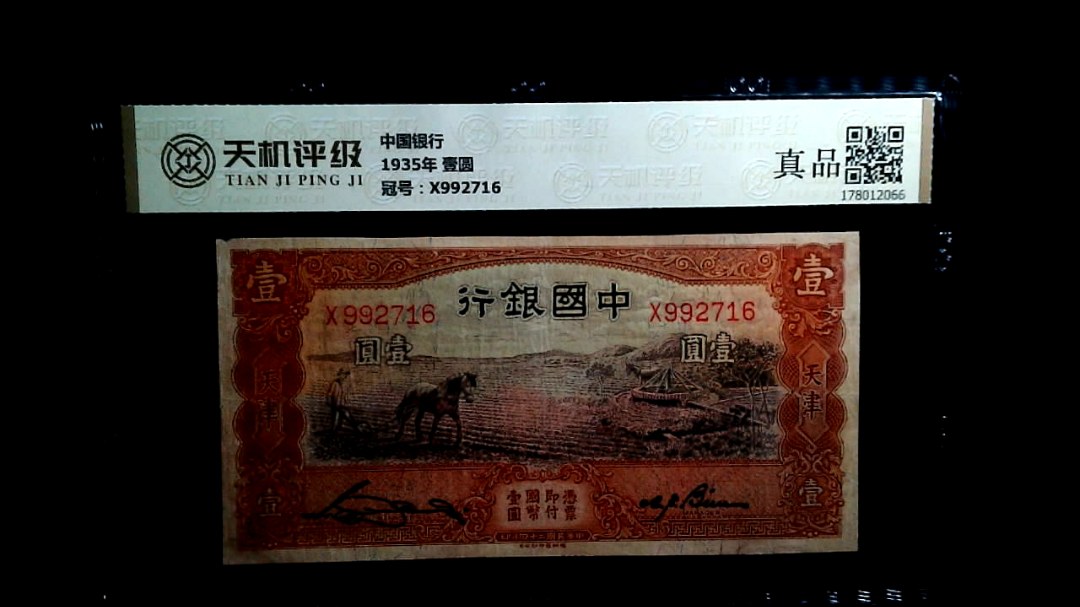 天机评级
TIAN JI PING JI
中国银行
1935年 壹圆
冠号：X992716
真品
178012066
壹
壹
行銀國中
X992716
X992716
圓壹
圓壹
天津
天津
憑票
即付
國幣
壹圓
壹
壹